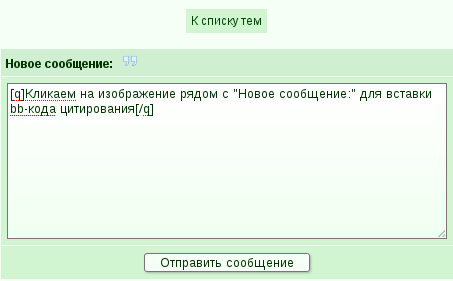 К списку тем
Новое сообщение:
[q]Кликаем на изображение рядом с "Новое сообщение:" для вставки
bb-кода цитирования[/q]
Отправить сообщение